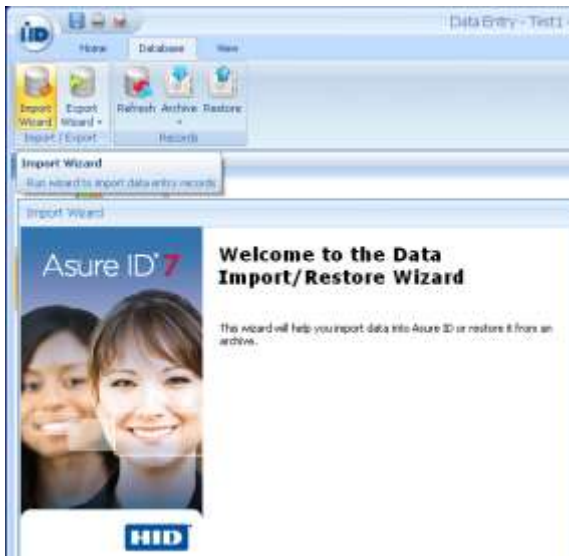 iD
Data Entry - Test1 -
Home Database View
Import Wizard
Export Wizard
Refresh Archive Restore
Import / Export Records
Import Wizard
Run wizard to import data entry records
Import Wizard
Asure ID 7
Welcome to the Data
Import/Restore Wizard
This wizard will help you import data into Asure ID or restore it from an
archive.
HID